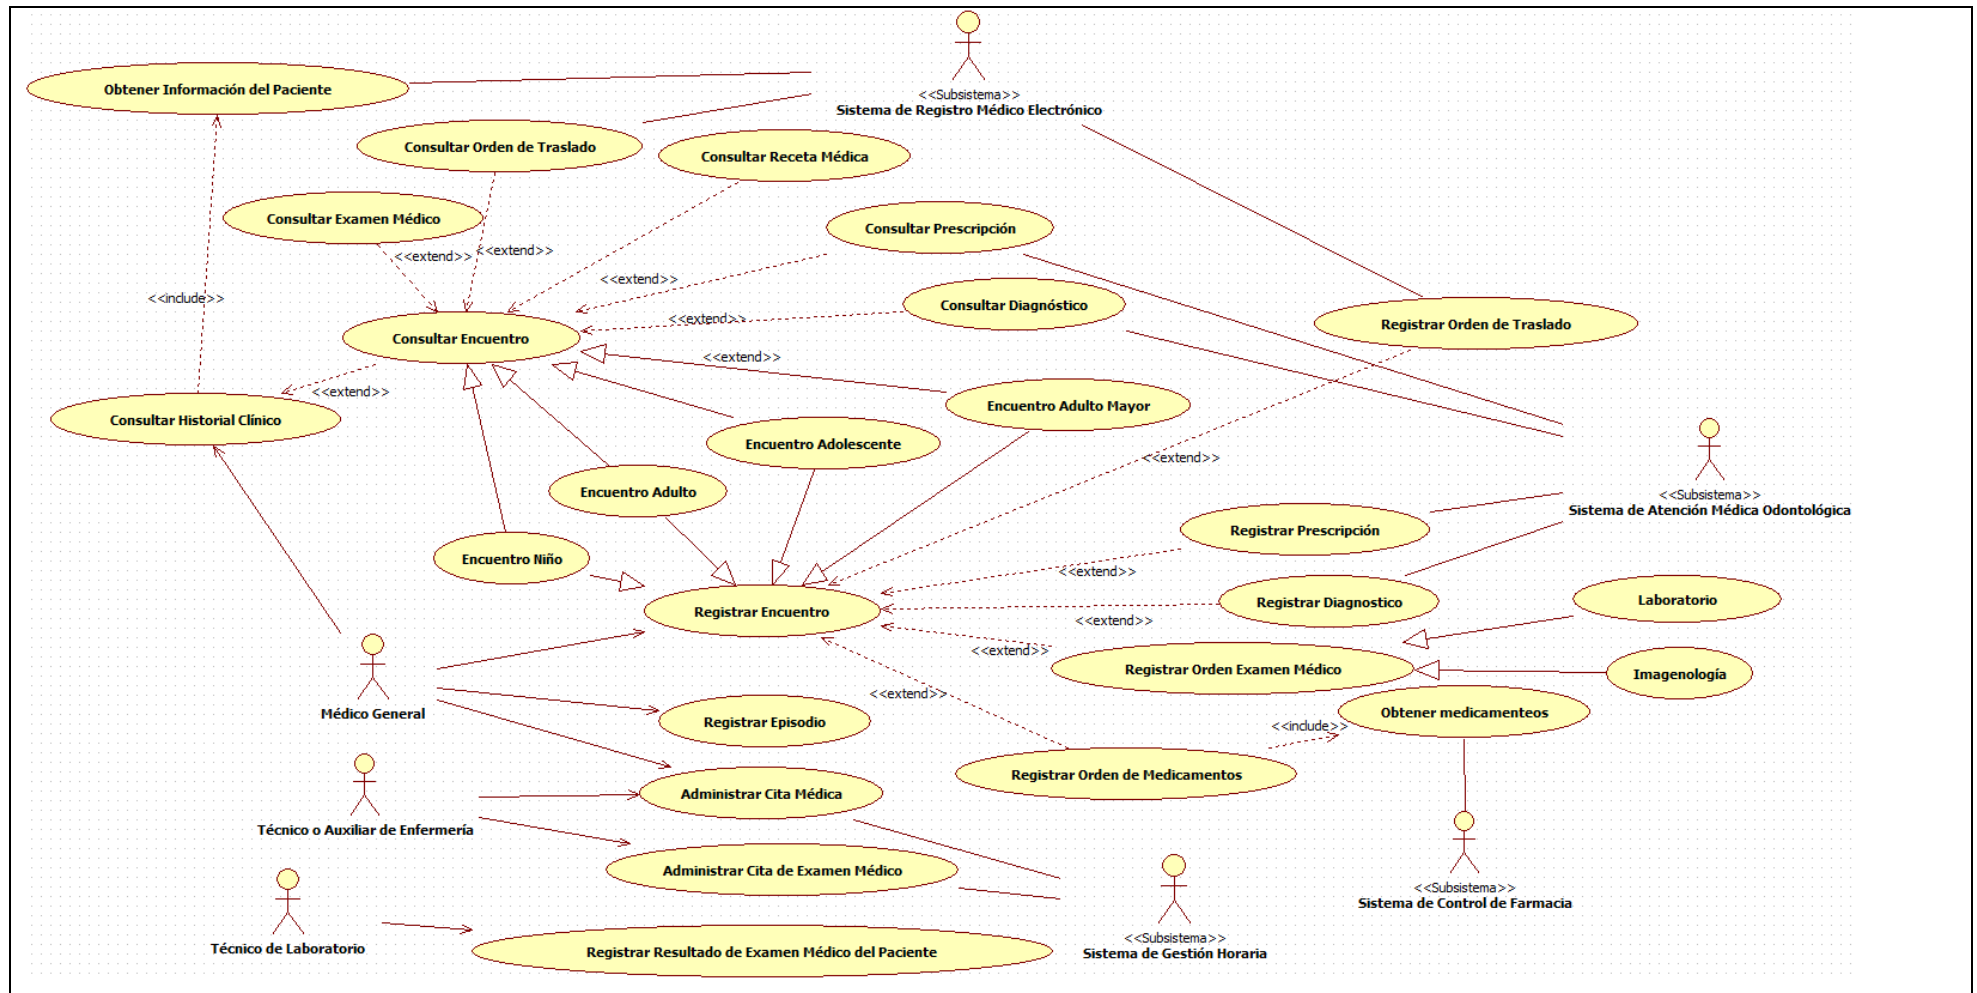 <<Subsistema>>
Sistema de Registro Médico Electrónico
Obtener Información del Paciente
Consultar Orden de Traslado
Consultar Receta Médica
Consultar Examen Médico
Consultar Prescripción
<<extend>>
<<extend>>
<<extend>>
<<include>>
Consultar Diagnóstico
<<extend>>
Registrar Orden de Traslado
Consultar Encuentro
<<extend>>
<<extend>>
Consultar Historial Clínico
Encuentro Adulto Mayor
Encuentro Adolescente
<<extend>>
Encuentro Adulto
<<Subsistema>>
Sistema de Atención Médica Odontológica
Registrar Prescripción
Encuentro Niño
<<extend>>
Registrar Encuentro
Registrar Diagnostico
Laboratorio
<<extend>>
<<extend>>
Registrar Orden Examen Médico
Imagenología
<<extend>>
Médico General
Registrar Episodio
Obtener medicamenteos
<<include>>
Registrar Orden de Medicamentos
Administrar Cita Médica
Técnico o Auxiliar de Enfermería
Administrar Cita de Examen Médico
<<Subsistema>>
Sistema de Control de Farmacia
<<Subsistema>>
Sistema de Gestión Horaria
Técnico de Laboratorio
Registrar Resultado de Examen Médico del Paciente